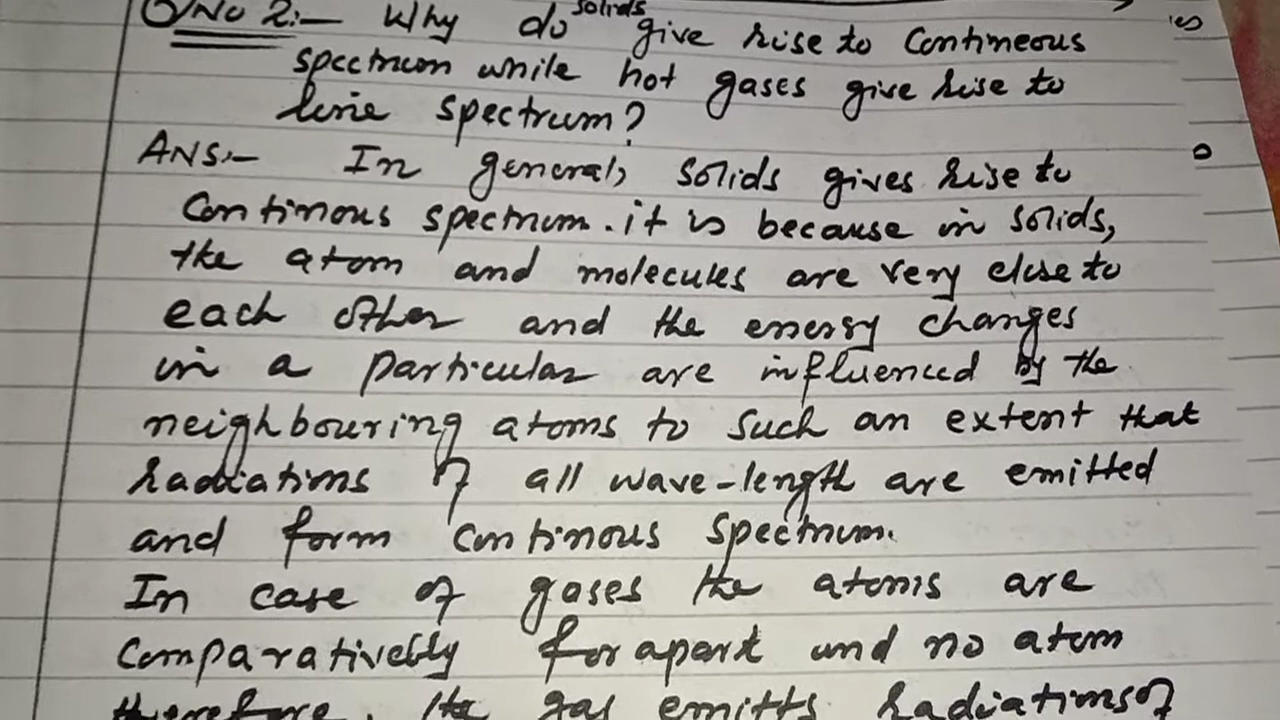 Q No 2:- Why do solids give rise to Contineous
spectrum while hot gases give rise to
line spectrum?
ANS:- In general, solids gives rise to
Continous spectrum. it is because in solids,
the atom and molecules are very close to
each other and the energy changes
in a particular are influenced by the
neighbouring atoms to such an extent that
radiations of all wave-length are emitted
and form continous spectrum.
In case of gases the atoms are
Comparatively far apart and no atom
therefore, the gas emitts radiations of